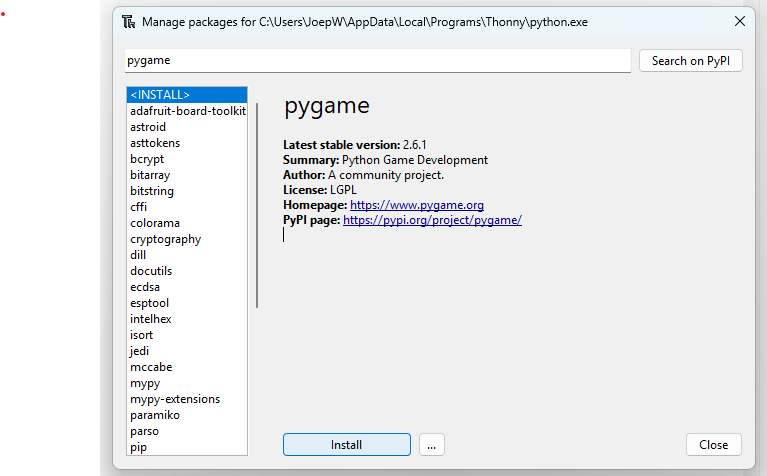 Manage packages for C:\Users\JoepW\AppData\Local\Programs\Thonny\python.exe
pygame
Search on PyPI
<INSTALL>
adafruit-board-toolkit
astroid
asttokens
bcrypt
bitarray
bitstring
cffi
colorama
cryptography
dill
docutils
ecdsa
esptool
intelhex
isort
jedi
mccabe
mypy
mypy-extensions
paramiko
parso
pip
pygame
Latest stable version: 2.6.1
Summary: Python Game Development
Author: A community project.
License: LGPL
Homepage: https://www.pygame.org
PyPI page: https://pypi.org/project/pygame/
Install
...
Close